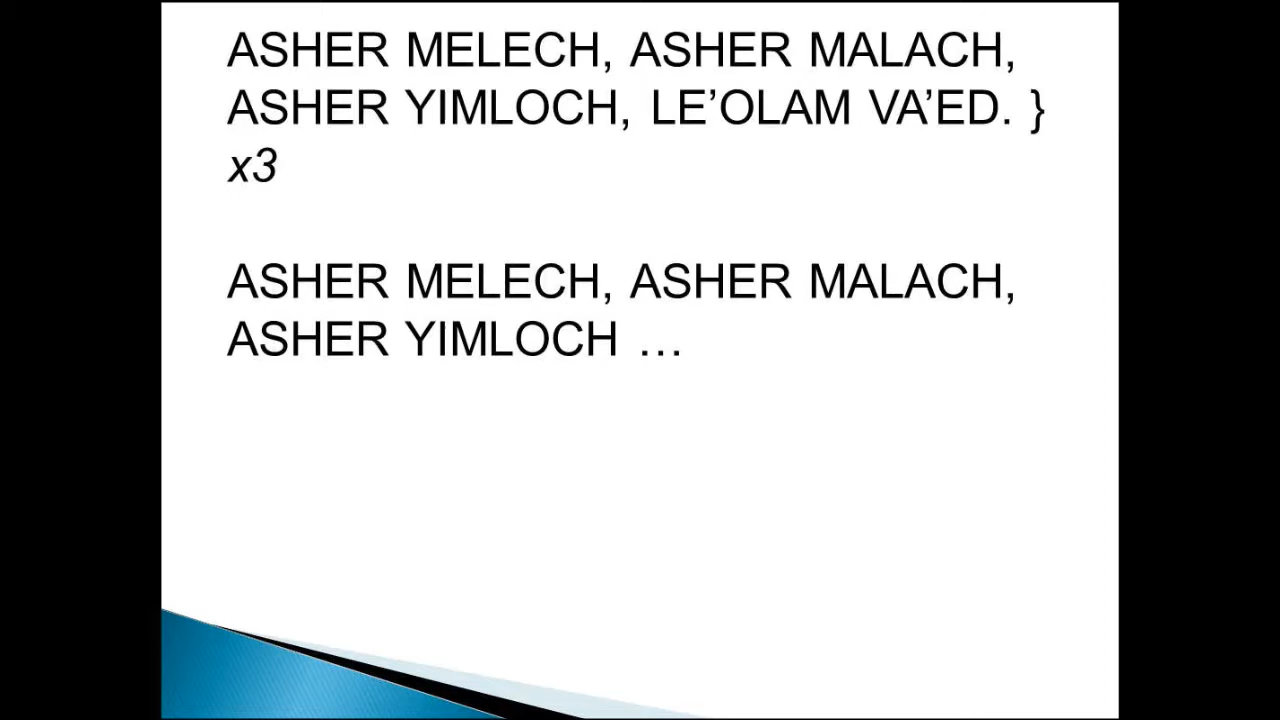 ASHER MELECH, ASHER MALACH,
ASHER YIMLOCH, LE’OLAM VA’ED. }
x3
ASHER MELECH, ASHER MALACH,
ASHER YIMLOCH …